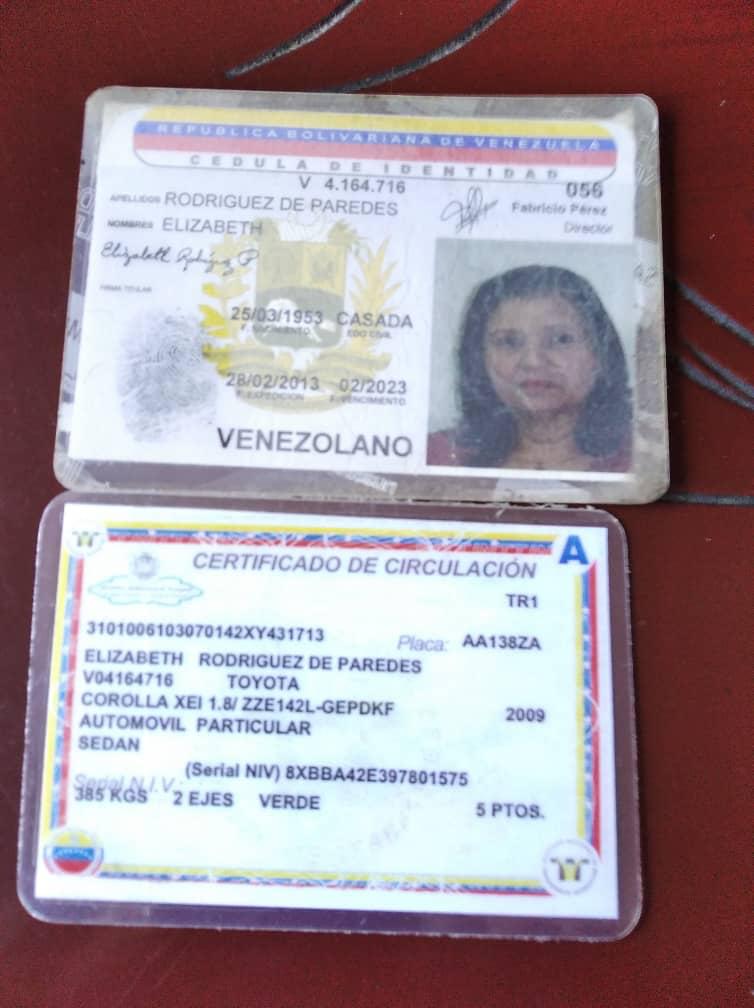 REPUBLICA BOLIVARIANA DE VENEZUELA
CEDULA DE IDENTIDAD
V 4.164.716
056
APELLIDOS RODRIGUEZ DE PAREDES
Fabricio Pérez
Director
NOMBRES ELIZABETH
Elizabeth Rodriguez P
FIRMA TITULAR
25/03/1953 CASADA
F. NACIMIENTO EDO CIVIL
28/02/2013 02/2023
F. EXPEDICION F. VENCIMIENTO
VENEZOLANO
A
CERTIFICADO DE CIRCULACIÓN
TR1
3101006103070142XY431713
Placa: AA138ZA
ELIZABETH RODRIGUEZ DE PAREDES
V04164716 TOYOTA
COROLLA XEI 1.8/ ZZE142L-GEPDKF
2009
AUTOMOVIL PARTICULAR
SEDAN
(Serial NIV) 8XBBA42E397801575
Serial N.I.V.:
385 KGS 2 EJES VERDE
5 PTOS.